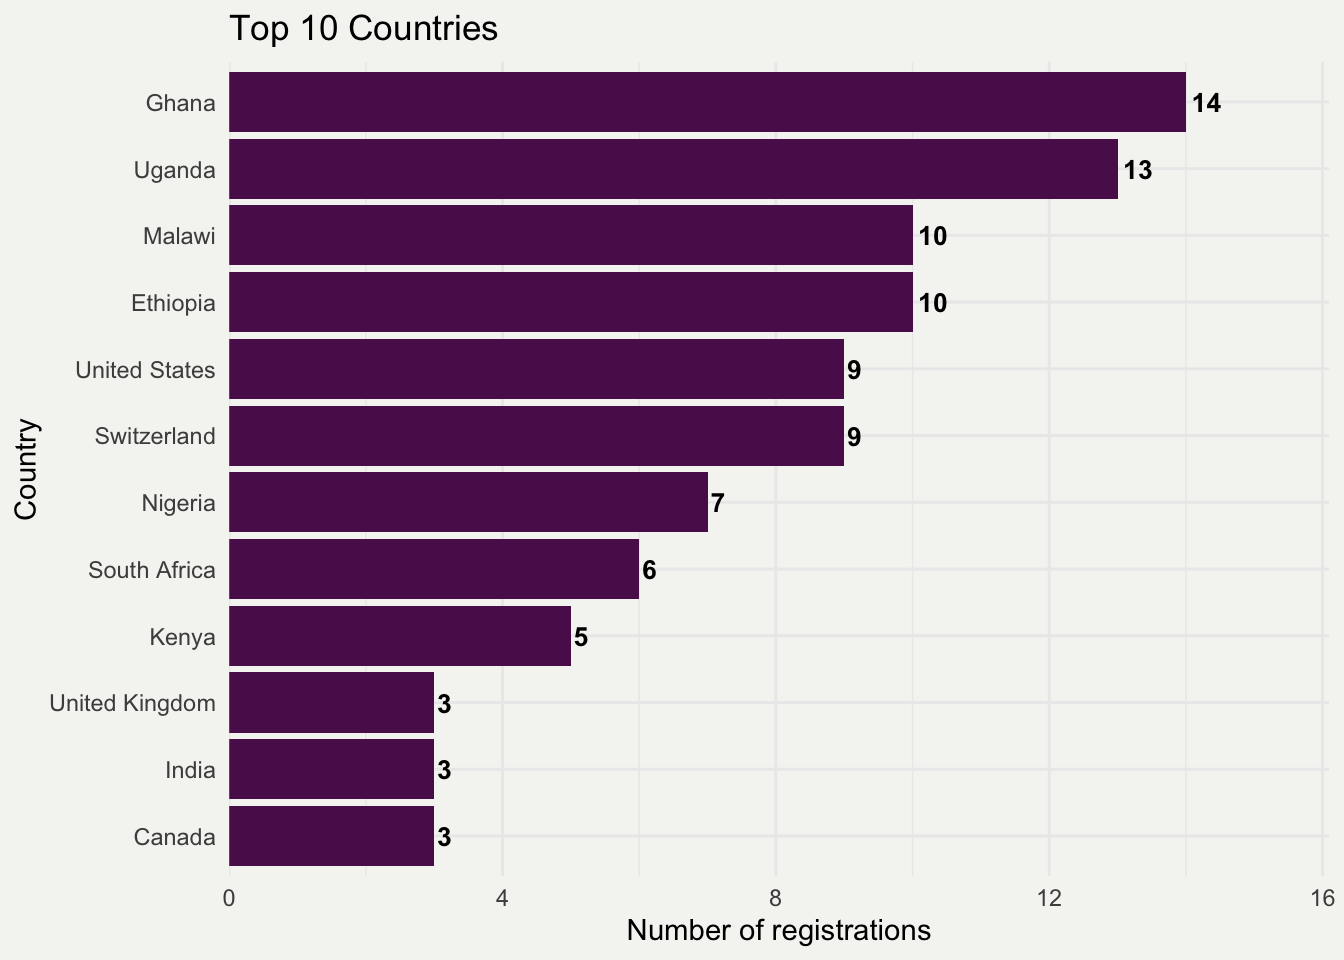 Top 10 Countries
Ghana 14
Uganda 13
Malawi 10
Ethiopia 10
United States 9
Switzerland 9
Nigeria 7
South Africa 6
Kenya 5
United Kingdom 3
India 3
Canada 3
Country
0 4 8 12 16
Number of registrations